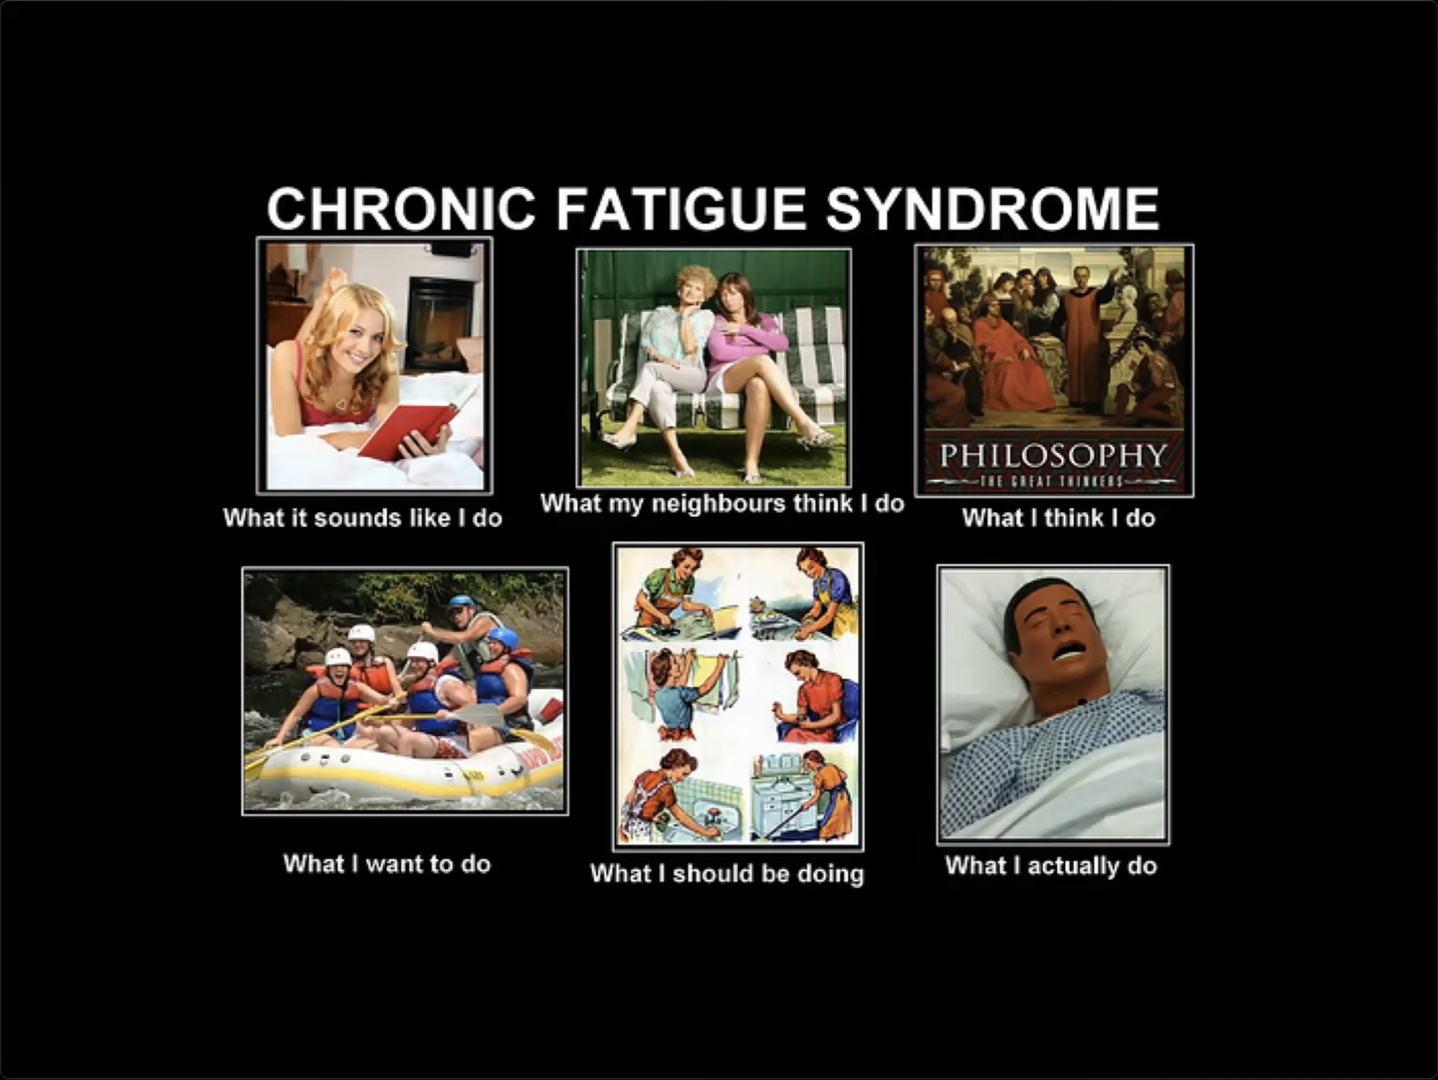 CHRONIC FATIGUE SYNDROME
What it sounds like I do
What my neighbours think I do
PHILOSOPHY
THE GREAT THINKERS
What I think I do
What I want to do
What I should be doing
What I actually do